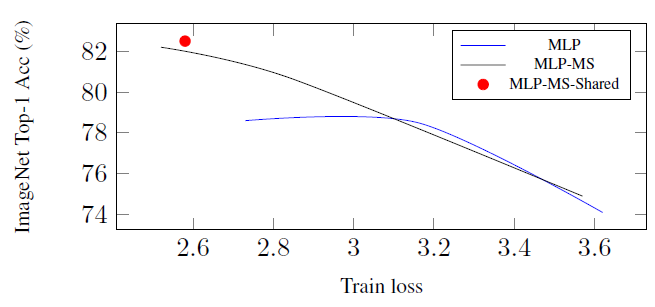 ImageNet Top-1 Acc (%)
82
80
78
76
74
MLP
MLP-MS
MLP-MS-Shared
2.6 2.8 3 3.2 3.4 3.6
Train loss